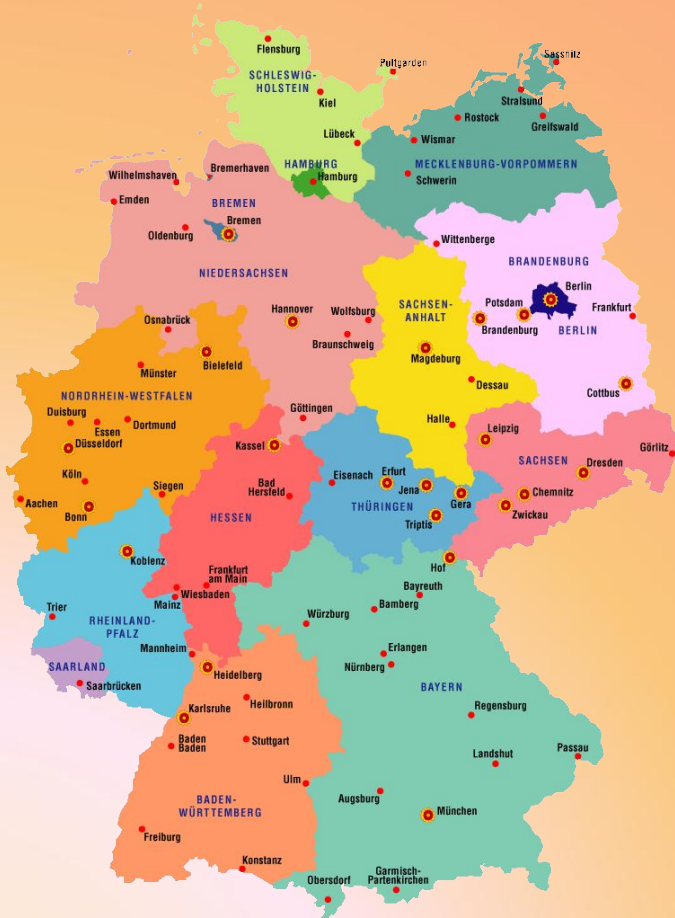 Flensburg
Puttgarden
Sassnitz
SCHLESWIG-
HOLSTEIN
Kiel
Stralsund
Rostock
Greifswald
Lübeck
Wismar
HAMBURG
Hamburg
MECKLENBURG-VORPOMMERN
Schwerin
Bremerhaven
Wilhelmshaven
Emden
BREMEN
Bremen
Oldenburg
Wittenberge
BRANDENBURG
NIEDERSACHSEN
Berlin
Hannover
Wolfsburg
SACHSEN-
ANHALT
Potsdam
Frankfurt
Osnabrück
Braunschweig
Brandenburg
BERLIN
Bielefeld
Magdeburg
Münster
Dessau
Cottbus
NORDRHEIN-WESTFALEN
Duisburg
Essen
Dortmund
Göttingen
Halle
Leipzig
Düsseldorf
Kassel
Görlitz
SACHSEN
Köln
Bad
Hersfeld
Eisenach
Erfurt
Jena
Dresden
Siegen
Aachen
Bonn
HESSEN
THÜRINGEN
Gera
Chemnitz
Triptis
Zwickau
Koblenz
Hof
Frankfurt
am Main
Wiesbaden
Mainz
Bayreuth
Bamberg
Trier
RHEINLAND-
PFALZ
Würzburg
Mannheim
Erlangen
SAARLAND
Heidelberg
Nürnberg
Saarbrücken
BAYERN
Heilbronn
Karlsruhe
Regensburg
Baden
Baden
Stuttgart
Passau
Landshut
Ulm
Augsburg
BADEN-
WÜRTTEMBERG
München
Freiburg
Konstanz
Obersdorf
Garmisch-
Partenkirchen